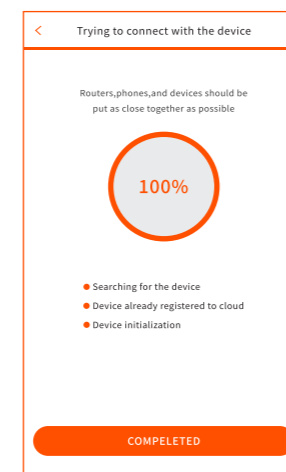 Trying to connect with the device
Routers,phones,and devices should be
put as close together as possible
100%
Searching for the device
Device already registered to cloud
Device initialization
COMPELETED